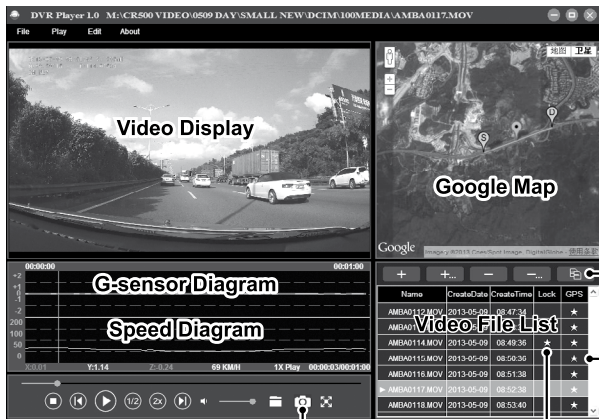 DVR Player 1.0 M:\CR500 VIDEO\0509 DAY\SMALL NEW\DCIM\100MEDIA\AMBA0117.MOV
File Play Edit About
Video Display
地图 卫星
S
D
Google Map
Google
使用条款
00:00:00 00:01:00
G-sensor Diagram
+2
+1
0
-1
-2
Speed Diagram
200
150
100
50
0
X:0.01 Y:1.14 Z:-0.24 69 KM/H 1X Play 00:00:03/00:01:00
1/2 2x
+ +... − −...
Name CreateDate CreateTime Lock GPS
AMBA0112.MOV 2013-05-09 08:47:34 ★
Video File List
AMBA0114.MOV 2013-05-09 08:49:36 ★ ★
AMBA0115.MOV 2013-05-09 08:50:36 ★
AMBA0116.MOV 2013-05-09 08:51:38 ★
AMBA0117.MOV 2013-05-09 08:52:38 ★
AMBA0118.MOV 2013-05-09 08:53:40 ★